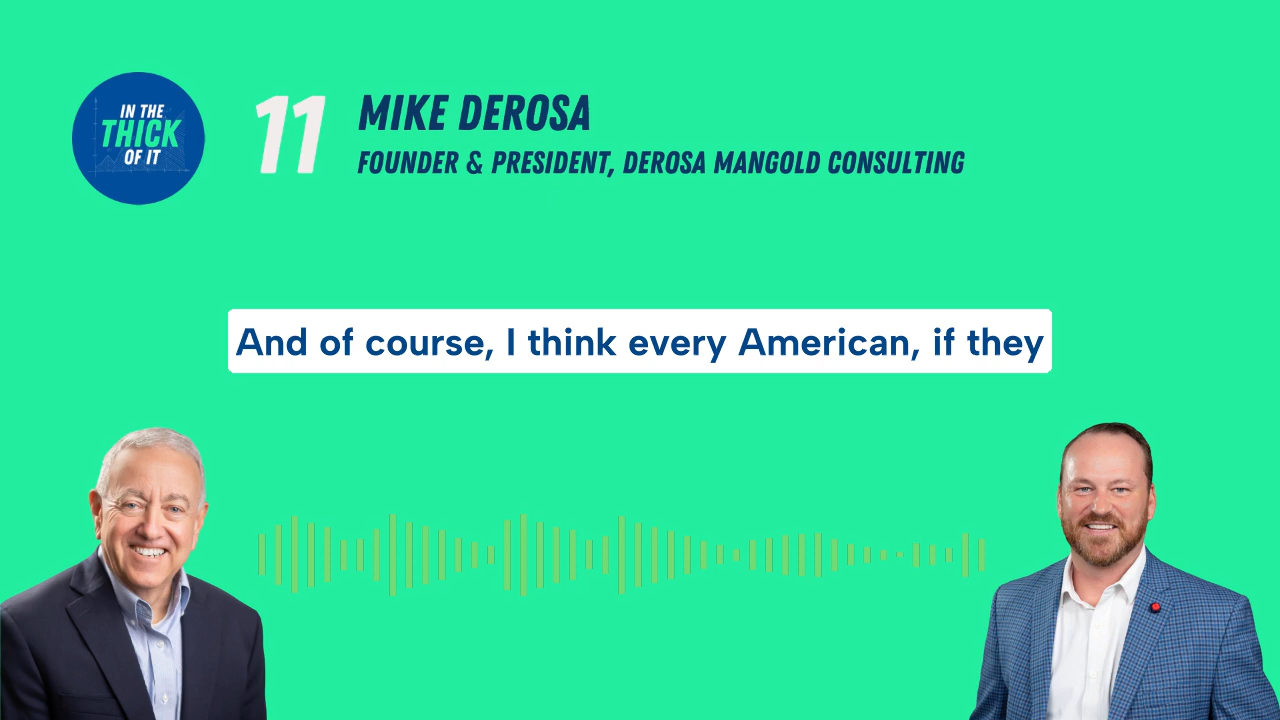 IN THE
THICK
OF IT
11
MIKE DEROSA
FOUNDER & PRESIDENT, DEROSA MANGOLD CONSULTING
And of course, I think every American, if they